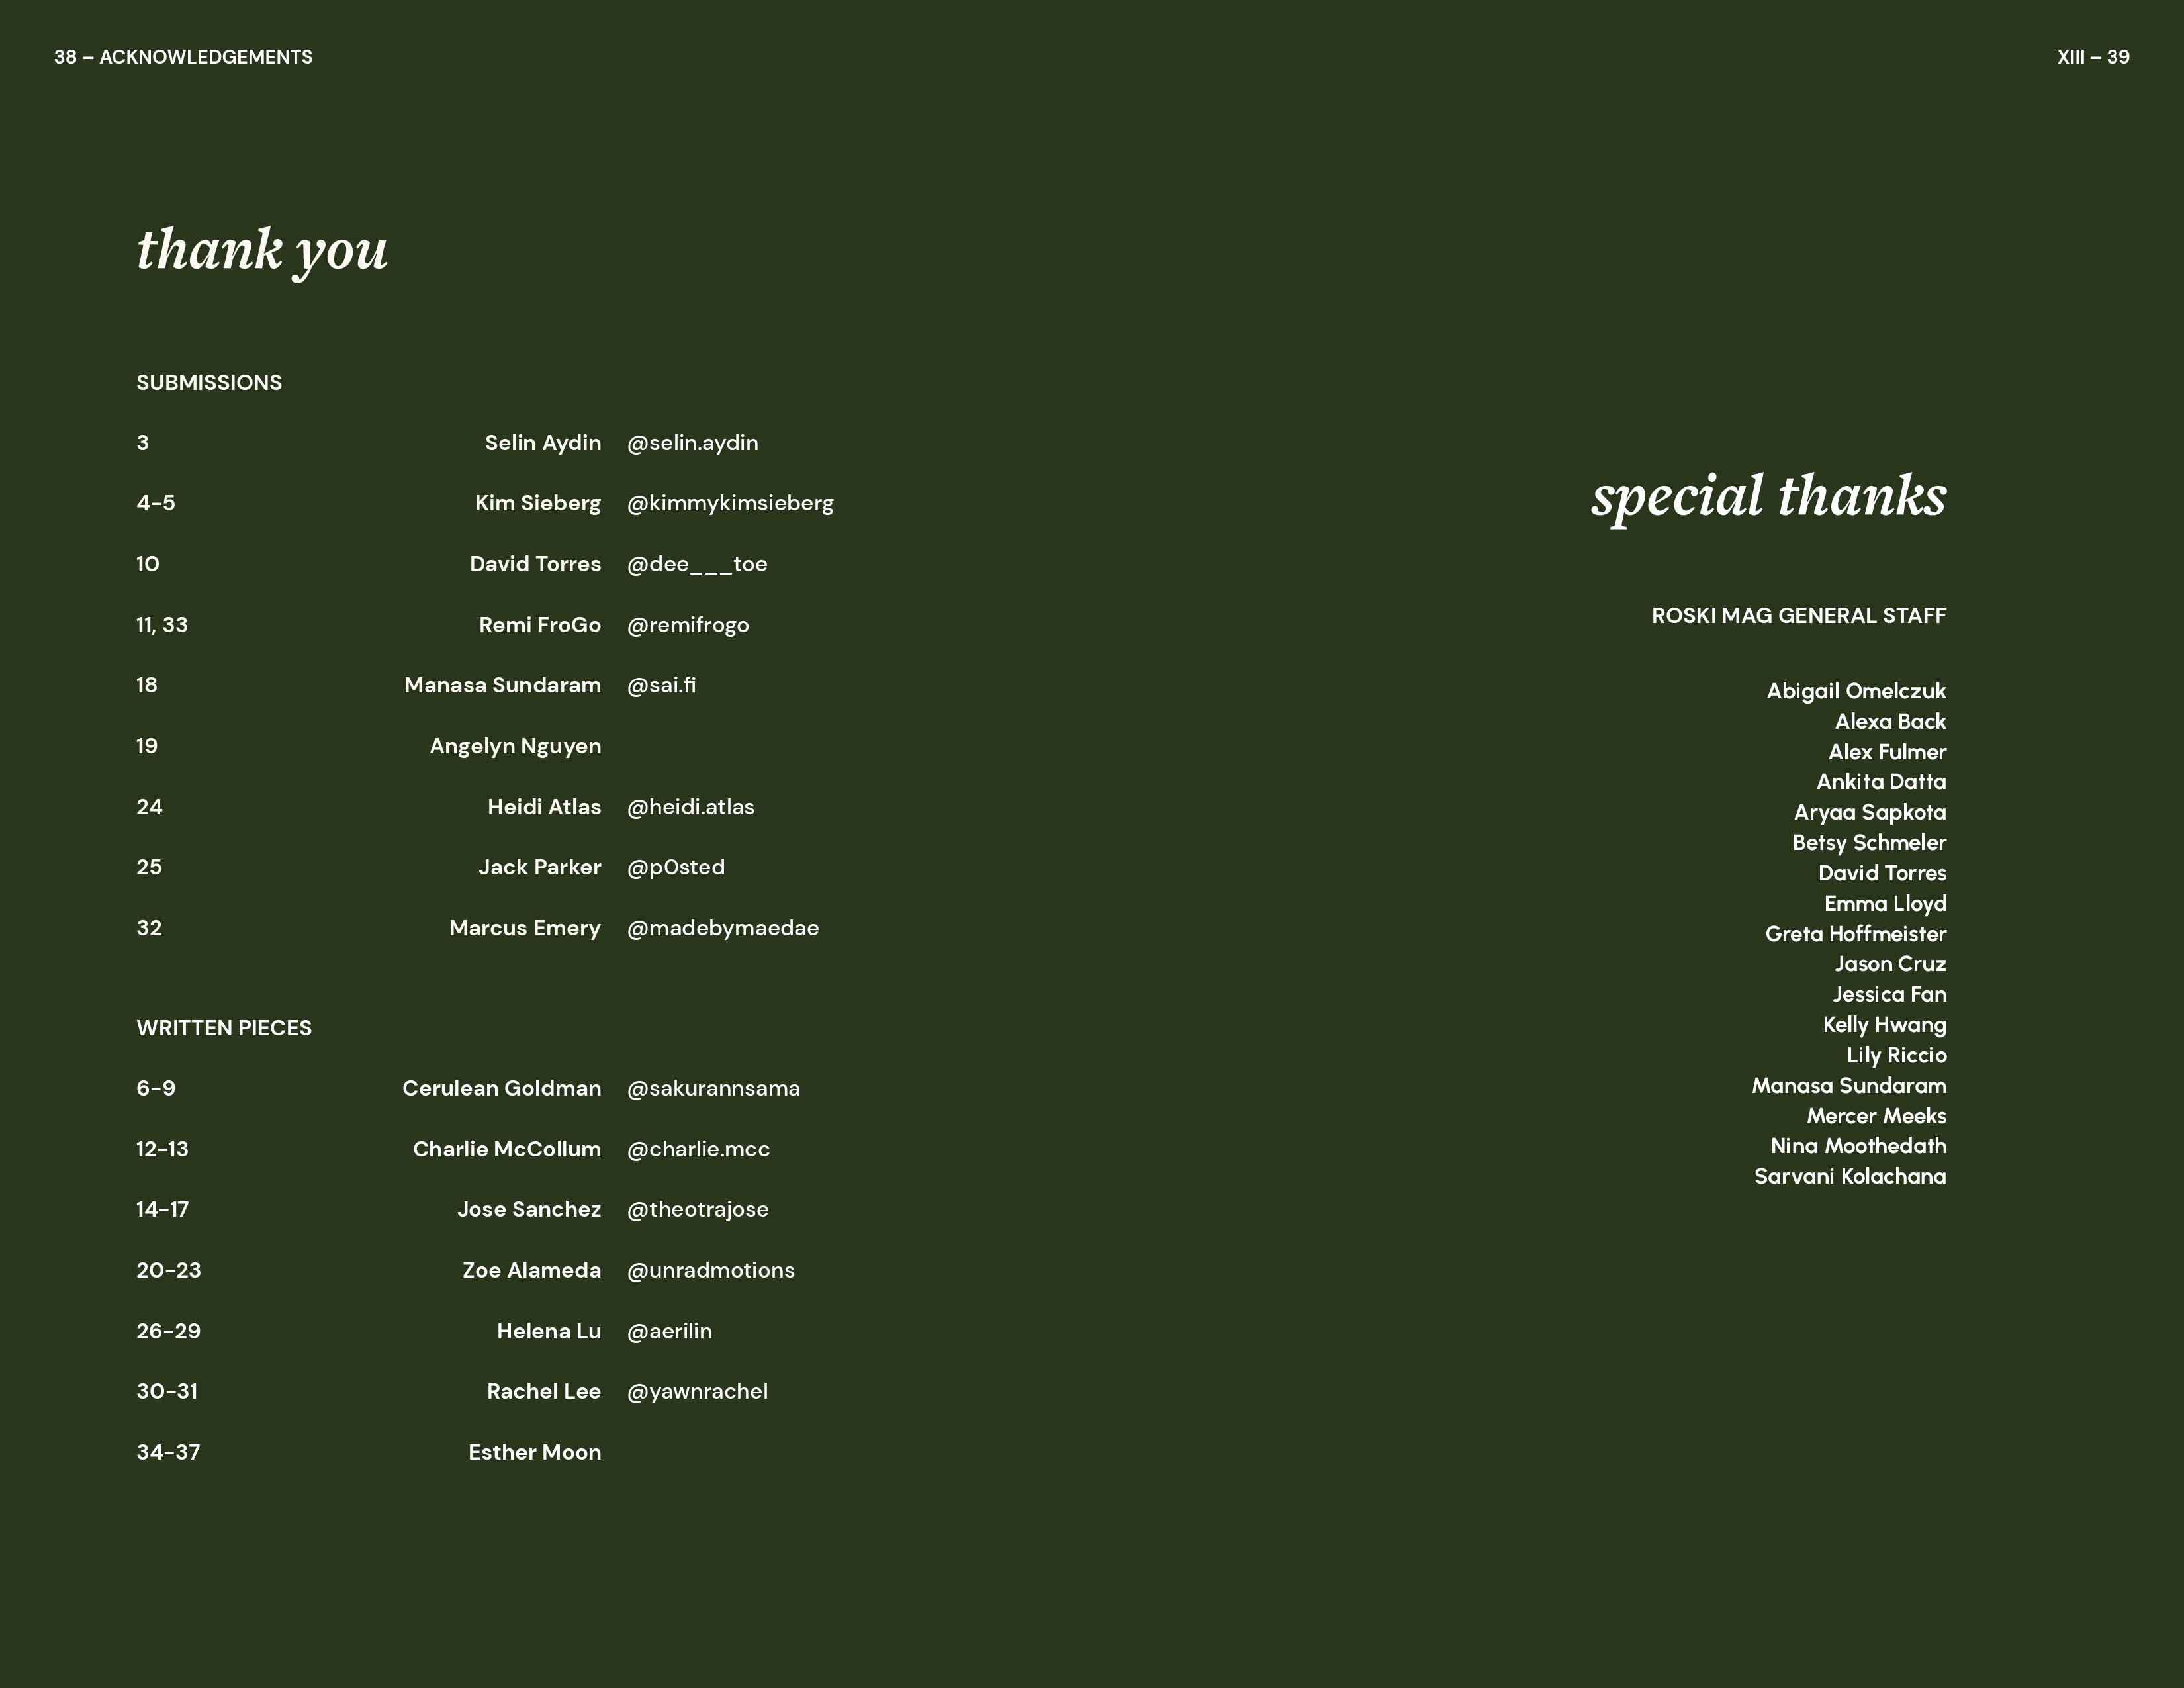 38 – ACKNOWLEDGEMENTS
XIII – 39
thank you
SUBMISSIONS
3 Selin Aydin @selin.aydin
4-5 Kim Sieberg @kimmykimsieberg
10 David Torres @dee___toe
11, 33 Remi FroGo @remifrogo
18 Manasa Sundaram @sai.fi
19 Angelyn Nguyen
24 Heidi Atlas @heidi.atlas
25 Jack Parker @p0sted
32 Marcus Emery @madebymaedae
WRITTEN PIECES
6-9 Cerulean Goldman @sakurannsama
12-13 Charlie McCollum @charlie.mcc
14-17 Jose Sanchez @theotrajose
20-23 Zoe Alameda @unradmotions
26-29 Helena Lu @aerilin
30-31 Rachel Lee @yawnrachel
34-37 Esther Moon
special thanks
ROSKI MAG GENERAL STAFF
Abigail Omelczuk
Alexa Back
Alex Fulmer
Ankita Datta
Aryaa Sapkota
Betsy Schmeler
David Torres
Emma Lloyd
Greta Hoffmeister
Jason Cruz
Jessica Fan
Kelly Hwang
Lily Riccio
Manasa Sundaram
Mercer Meeks
Nina Moothedath
Sarvani Kolachana